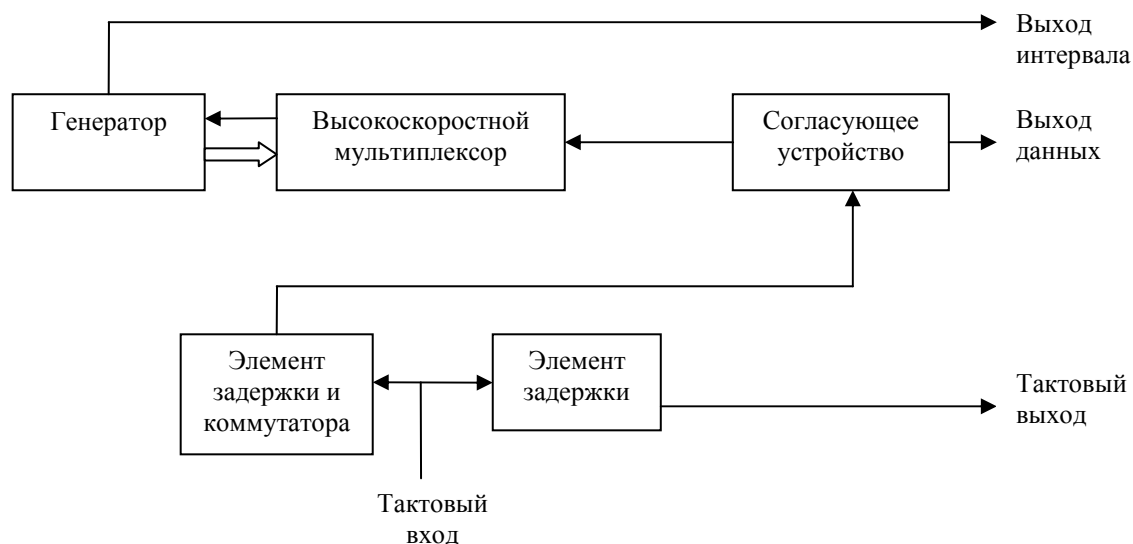 Выход
интервала
Генератор
Высокоскоростной
мультиплексор
Согласующее
устройство
Выход
данных
Элемент
задержки и
коммутатора
Элемент
задержки
Тактовый
выход
Тактовый
вход